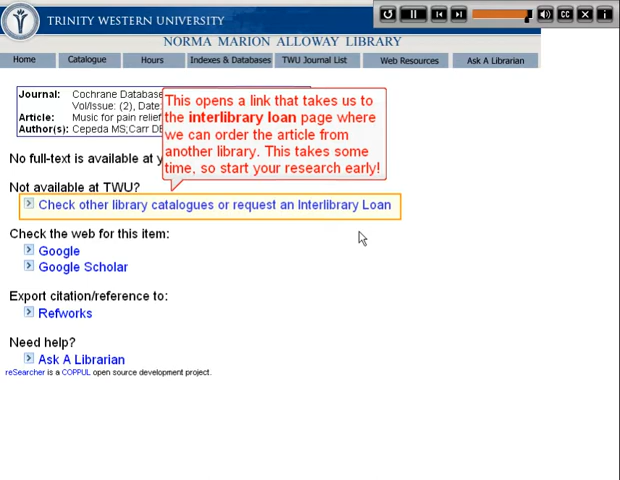 TRINITY WESTERN UNIVERSITY
CC
i
NORMA MARION ALLOWAY LIBRARY
Home Catalogue Hours Indexes & Databases TWU Journal List Web Resources Ask A Librarian
Journal: Cochrane
Vol/Issue: (2), Date:
Article: Music for pain
Author(s): Cepeda MS;Carr
This opens a link that takes us to
the interlibrary loan page where
we can order the article from
another library. This takes some
time, so start your research early!
No full-text is available at
Not available at TWU?
Check other library catalogues or request an Interlibrary Loan
Check the web for this item:
Google
Google Scholar
Export citation/reference to:
Refworks
Need help?
Ask A Librarian
reSearcher is a COPPUL open source development project.